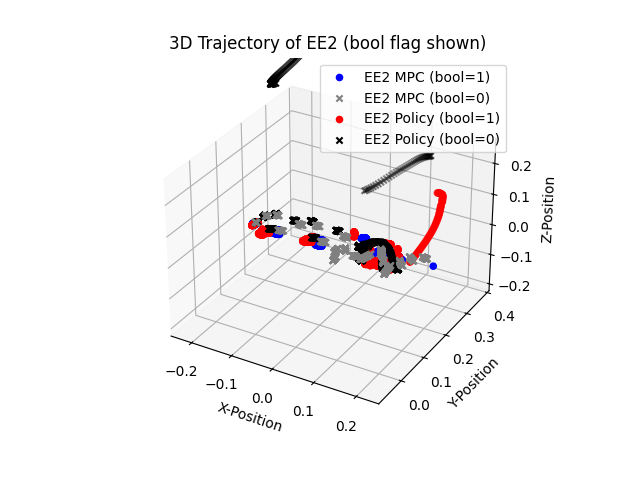 3D Trajectory of EE2 (bool flag shown)
EE2 MPC (bool=1)
EE2 MPC (bool=0)
EE2 Policy (bool=1)
EE2 Policy (bool=0)
0.2
0.1
0.0
−0.1
−0.2
Z-Position
0.4
0.3
0.2
0.1
0.0
Y-Position
−0.2
−0.1
0.0
0.1
0.2
X-Position